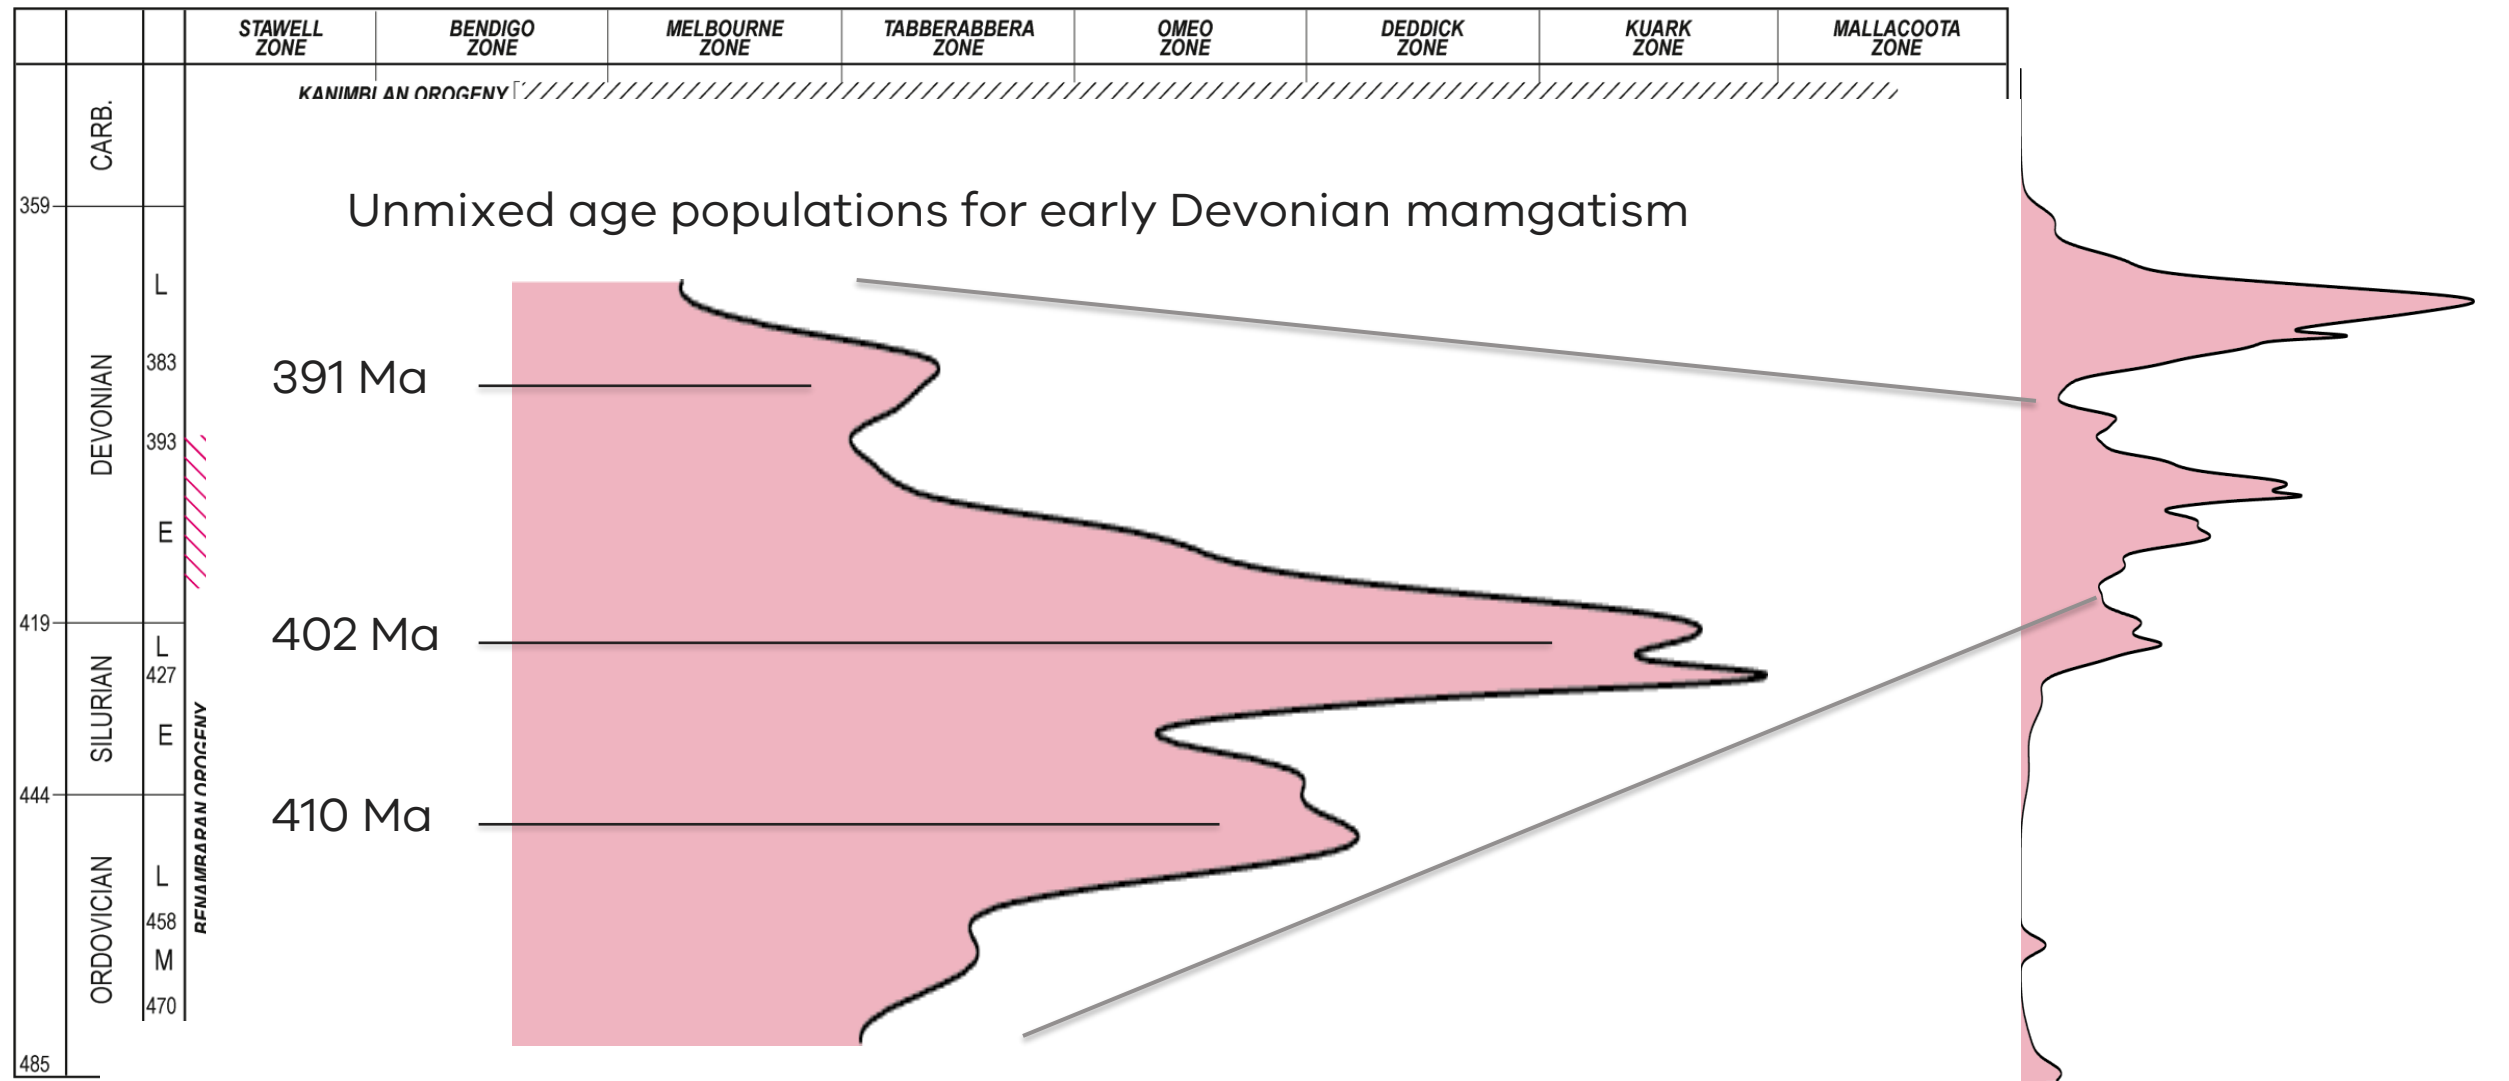 STAWELL
ZONE
BENDIGO
ZONE
MELBOURNE
ZONE
TABBERABBERA
ZONE
OMEO
ZONE
DEDDICK
ZONE
KUARK
ZONE
MALLACOOTA
ZONE
KANIMBLAN OROGENY
CARB.
359
Unmixed age populations for early Devonian mamgatism
L
DEVONIAN
383
391 Ma
393
E
419
402 Ma
L
SILURIAN
427
E
BENAMBARAN OROGENY
444
410 Ma
ORDOVICIAN
L
458
M
470
485